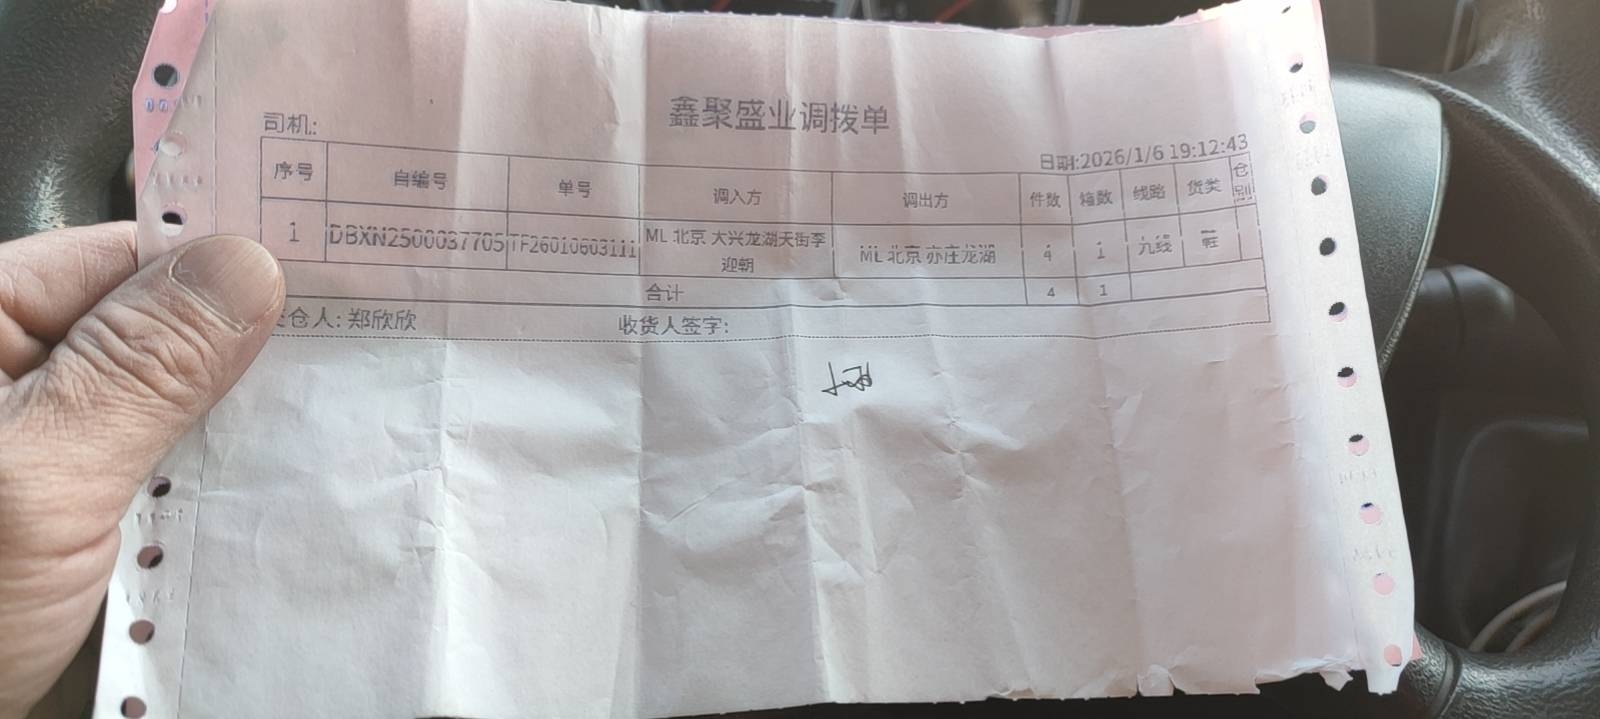 鑫聚盛业调拨单
司机:
日期:2026/1/6 19:12:43
序号 自编号 单号 调入方 调出方 件数 箱数 线路 货类 仓别
1 DBXN2500037705 TF26010603111 ML 北京 大兴龙湖天街李迎朝 ML 北京 亦庄龙湖 4 1 九线 鞋
合计 4 1
仓人: 郑欣欣
收货人签字: